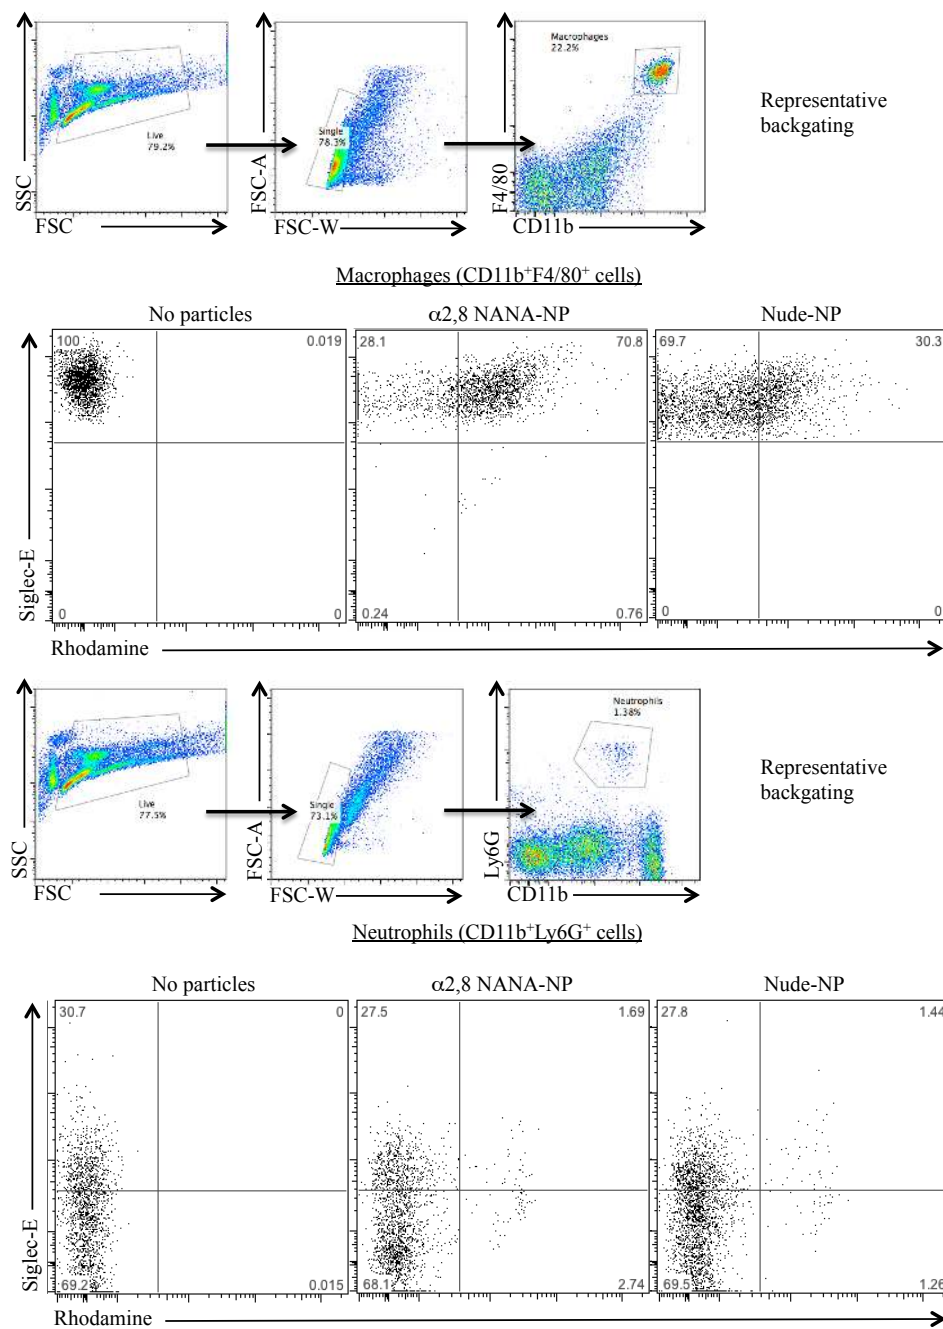 Live
79.2%
SSC
FSC
Single
78.3%
FSC-A
FSC-W
Macrophages
22.2%
F4/80
CD11b
Representative
backgating
Macrophages (CD11b⁺F4/80⁺ cells)
No particles
α2,8 NANA-NP
Nude-NP
100 0.019
28.1 70.8
69.7 30.3
0 0
0.24 0.76
0 0
Siglec-E
Rhodamine
Live
77.5%
SSC
FSC
Single
73.1%
FSC-A
FSC-W
Neutrophils
1.38%
Ly6G
CD11b
Representative
backgating
Neutrophils (CD11b⁺Ly6G⁺ cells)
No particles
α2,8 NANA-NP
Nude-NP
30.7 0
27.5 1.69
27.8 1.44
69.2 0.015
68.1 2.74
69.5 1.26
Siglec-E
Rhodamine